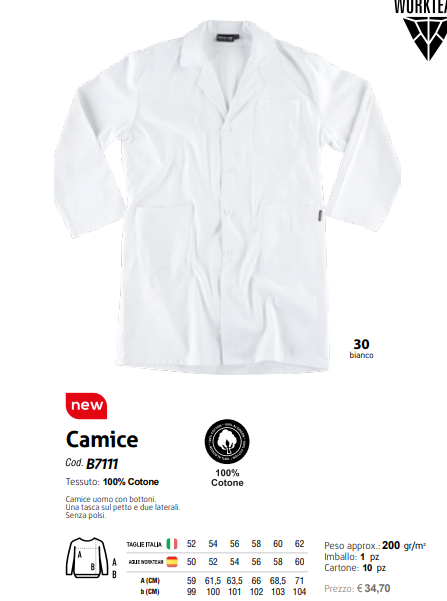 WORKTEA
30
bianco
new
Camice
Cod. B7111
Tessuto: 100% Cotone
100%
Cotone
Camice uomo con bottoni.
Una tasca sul petto e due laterali.
Senza polsi.
TAGLIE ITALIA 52 54 56 58 60 62
TAGLIE WORKTEAM 50 52 54 56 58 60
A (CM) 59 61,5 63,5 66 68,5 71
b (CM) 99 100 101 102 103 104
A
B
A
B
Peso approx.: 200 gr/m²
Imballo: 1 pz
Cartone: 10 pz
Prezzo: € 34,70